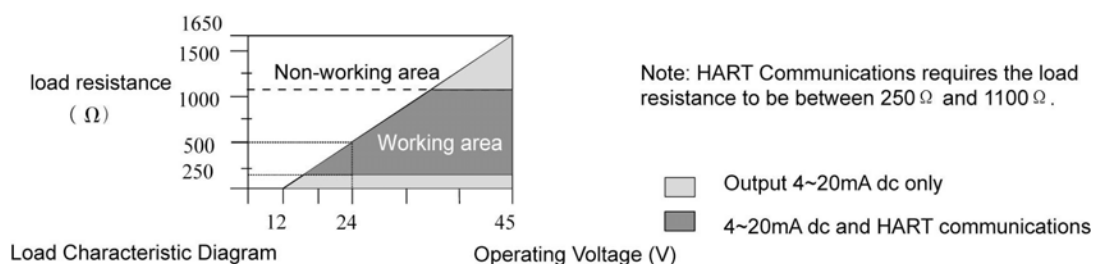 1650
1500
load resistance
( Ω)
1000
500
250
Non-working area
Working area
12 24 45
Load Characteristic Diagram
Operating Voltage (V)
Note: HART Communications requires the load
resistance to be between 250Ω and 1100Ω.
Output 4~20mA dc only
4~20mA dc and HART communications